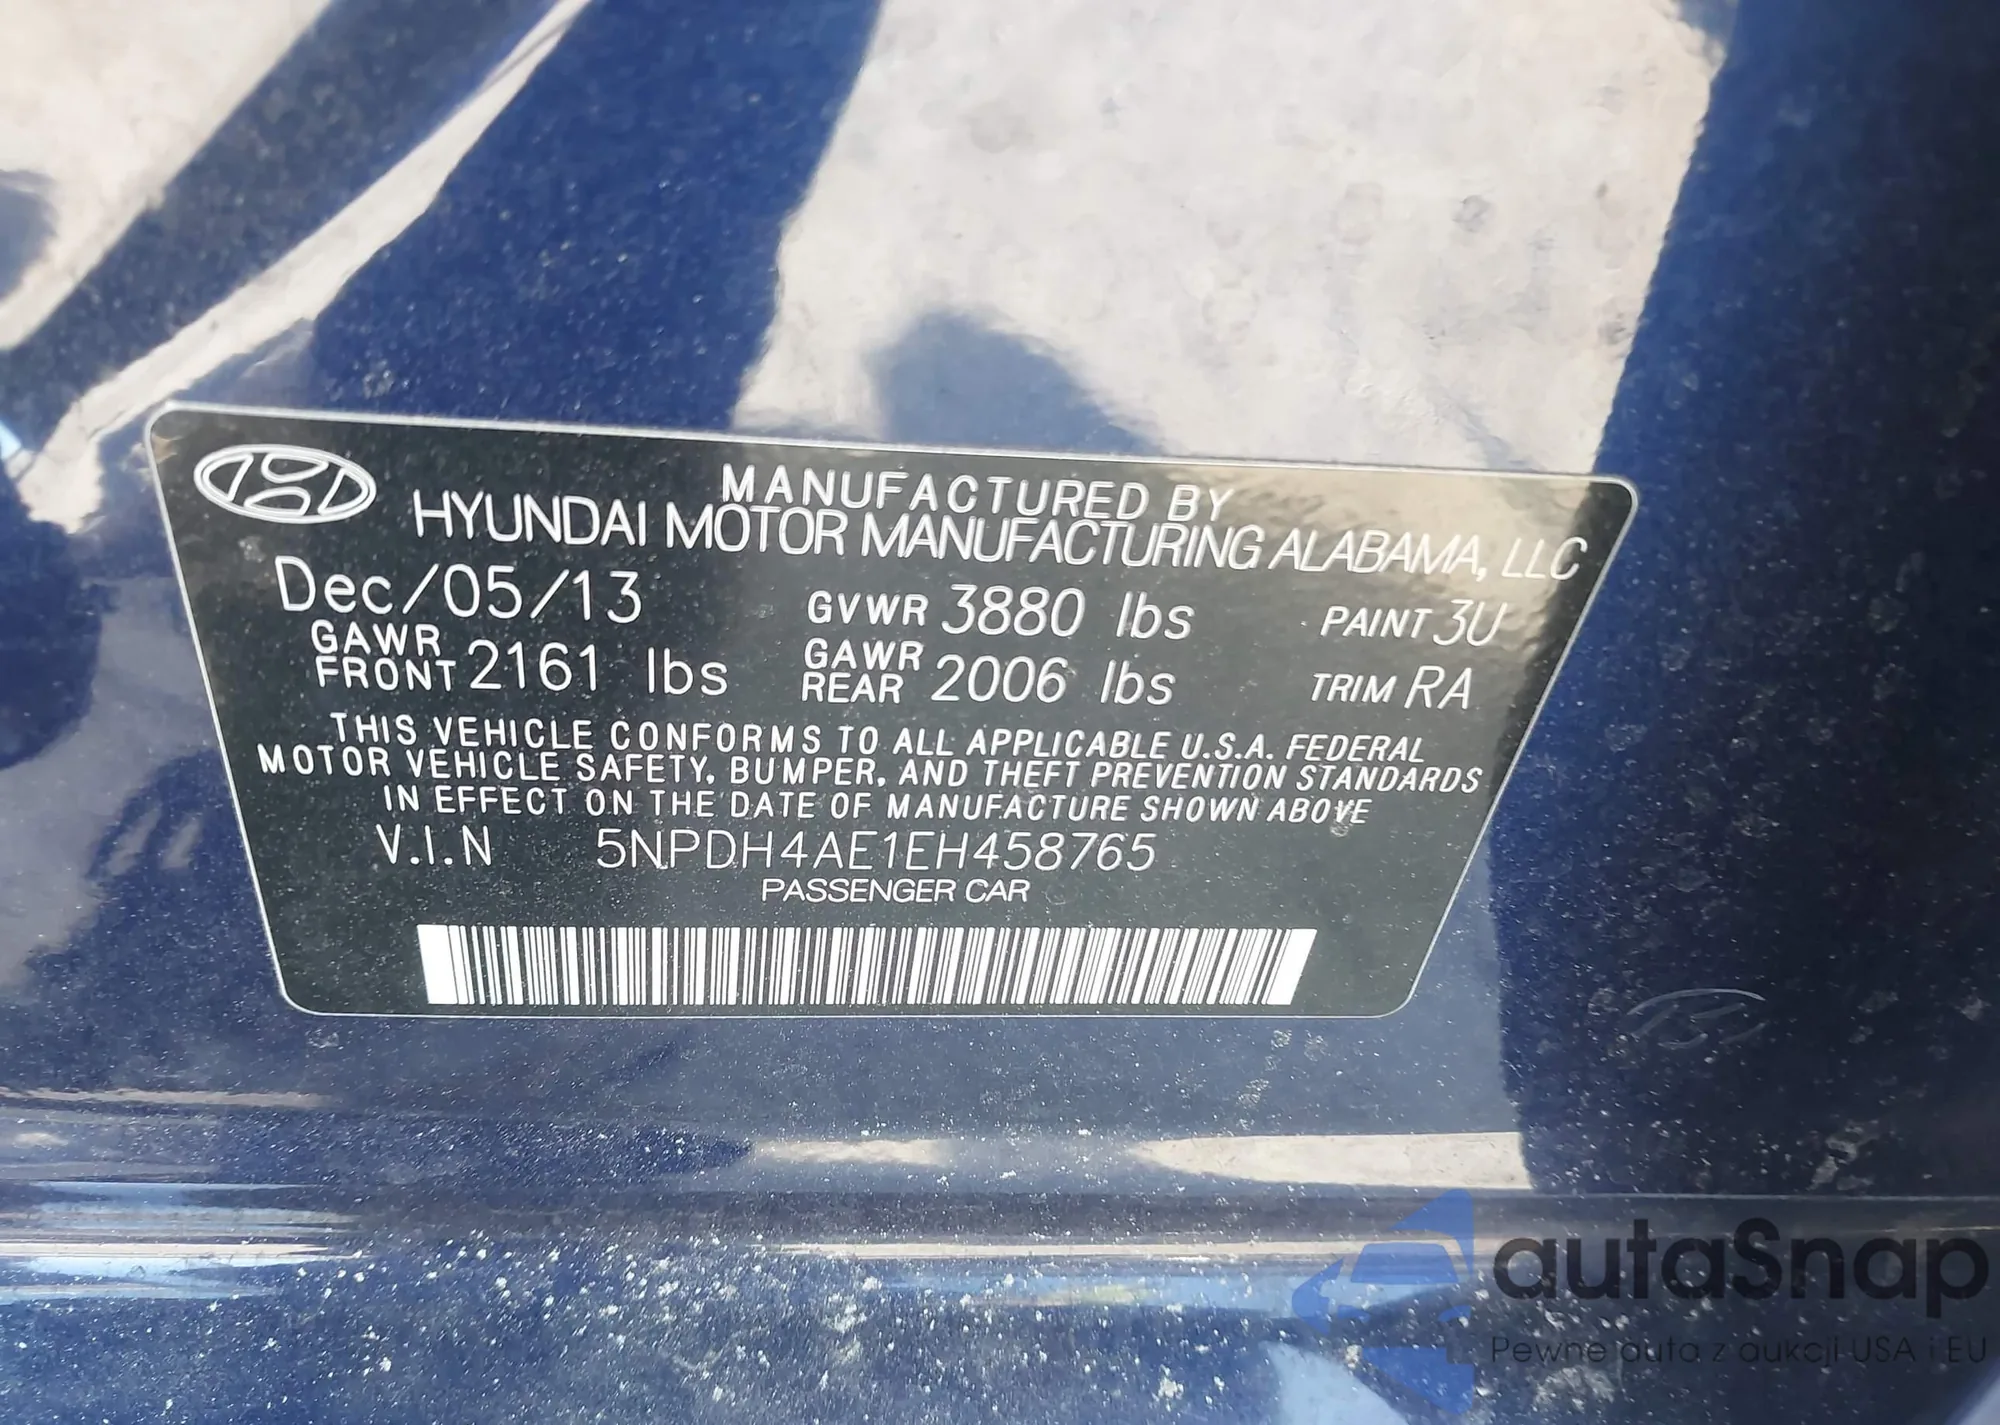 MANUFACTURED BY
HYUNDAI MOTOR MANUFACTURING ALABAMA, LLC
Dec/05/13 GVWR 3880 lbs PAINT 3U
GAWR FRONT 2161 lbs GAWR REAR 2006 lbs TRIM RA
THIS VEHICLE CONFORMS TO ALL APPLICABLE U.S.A. FEDERAL
MOTOR VEHICLE SAFETY, BUMPER, AND THEFT PREVENTION STANDARDS
IN EFFECT ON THE DATE OF MANUFACTURE SHOWN ABOVE
V.I.N 5NPDH4AE1EH458765
PASSENGER CAR
autaSnap
Pewne auta z aukcji USA i EU